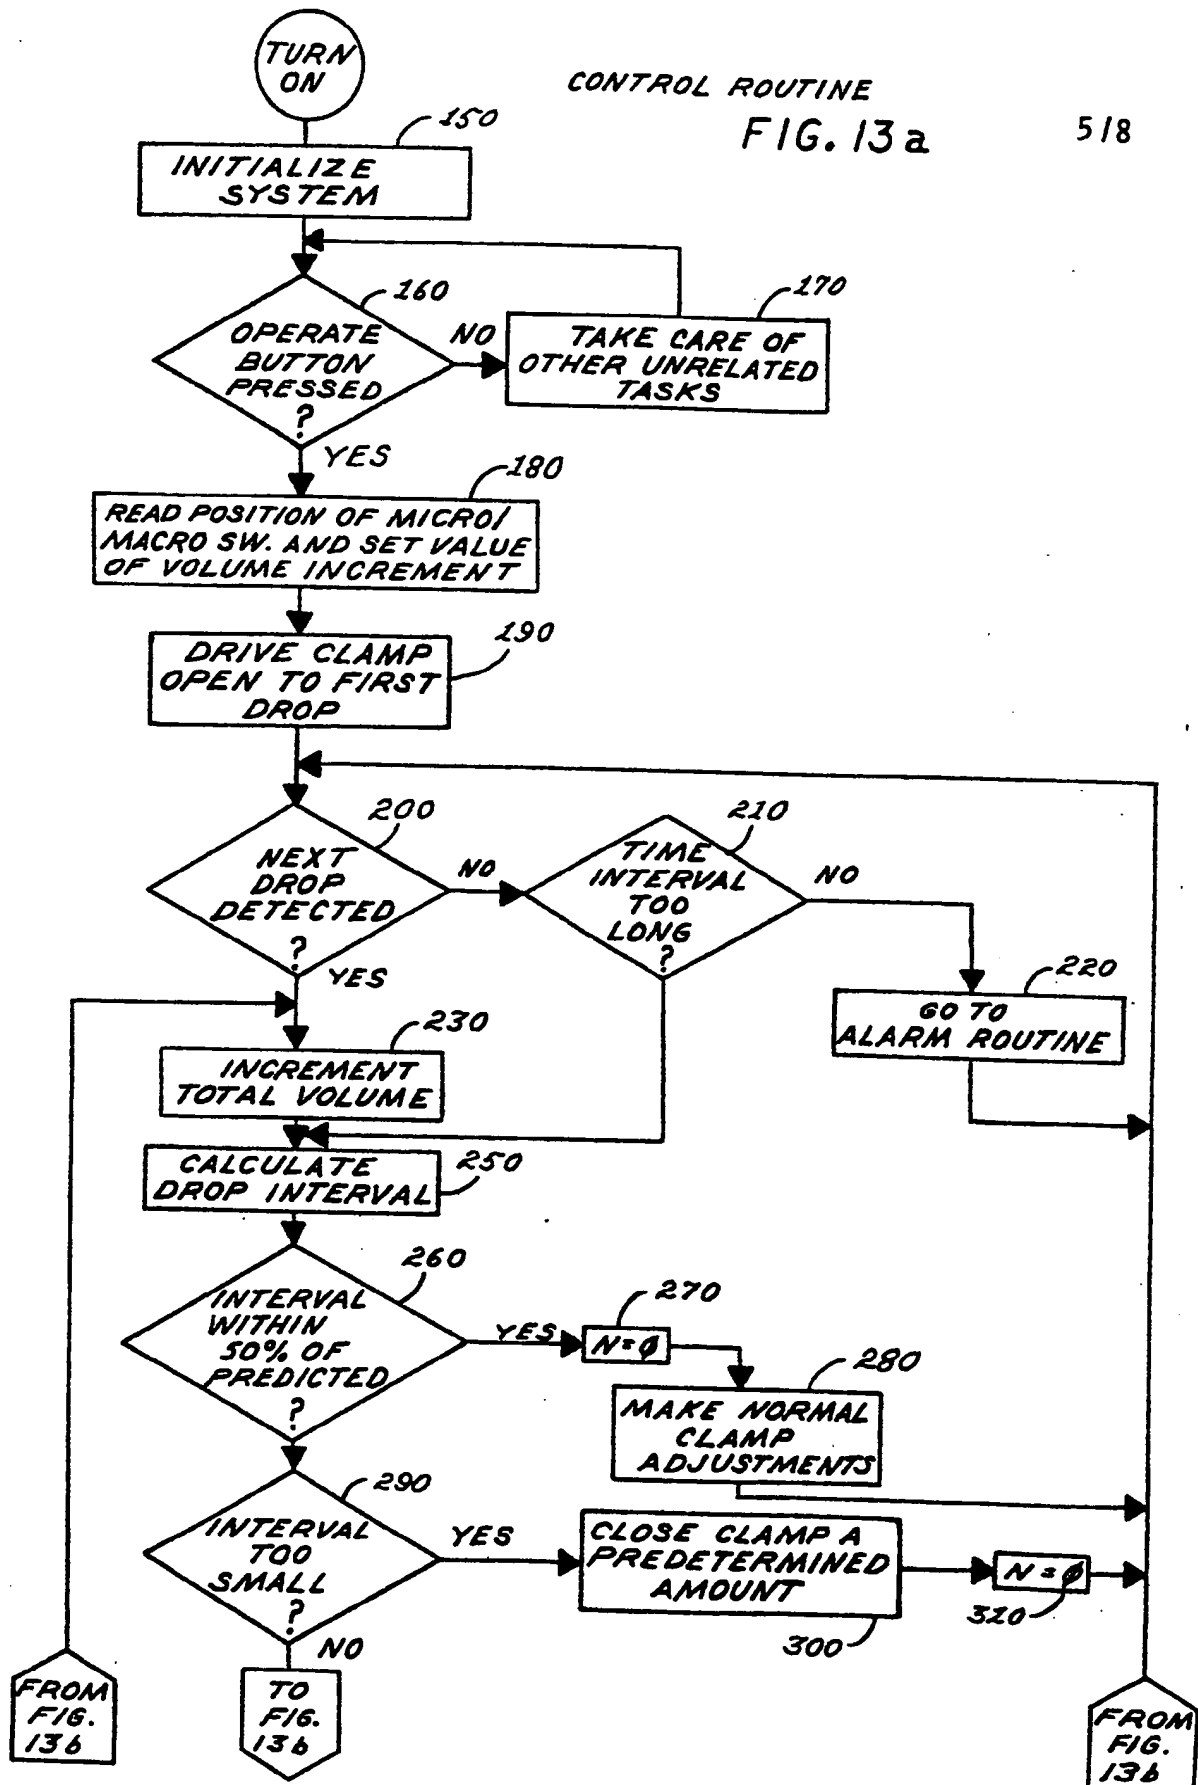 TURN
ON
CONTROL ROUTINE
FIG. 13a
5/8
150
INITIALIZE
SYSTEM
160
OPERATE
BUTTON
PRESSED
?
NO
170
TAKE CARE OF
OTHER UNRELATED
TASKS
YES
180
READ POSITION OF MICRO/
MACRO SW. AND SET VALUE
OF VOLUME INCREMENT
190
DRIVE CLAMP
OPEN TO FIRST
DROP
200
NEXT
DROP
DETECTED
?
NO
210
TIME
INTERVAL
TOO
LONG
?
NO
YES
220
GO TO
ALARM ROUTINE
230
INCREMENT
TOTAL VOLUME
250
CALCULATE
DROP INTERVAL
260
INTERVAL
WITHIN
50% OF
PREDICTED
?
YES
270
N=ϕ
280
MAKE NORMAL
CLAMP
ADJUSTMENTS
290
INTERVAL
TOO
SMALL
?
YES
CLOSE CLAMP A
PREDETERMINED
AMOUNT
300
N=ϕ
310
NO
FROM
FIG.
13b
TO
FIG.
13b
FROM
FIG.
13b